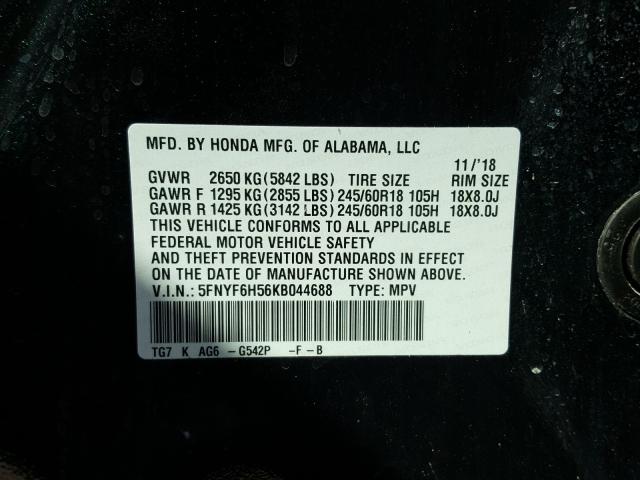 MFD. BY HONDA MFG. OF ALABAMA, LLC
11/'18
GVWR 2650 KG(5842 LBS) TIRE SIZE RIM SIZE
GAWR F 1295 KG(2855 LBS) 245/60R18 105H 18X8.0J
GAWR R 1425 KG(3142 LBS) 245/60R18 105H 18X8.0J
THIS VEHICLE CONFORMS TO ALL APPLICABLE
FEDERAL MOTOR VEHICLE SAFETY
AND THEFT PREVENTION STANDARDS IN EFFECT
ON THE DATE OF MANUFACTURE SHOWN ABOVE.
V.I.N.: 5FNYF6H56KB044688 TYPE: MPV
TG7 K AG6 -G542P -F-B